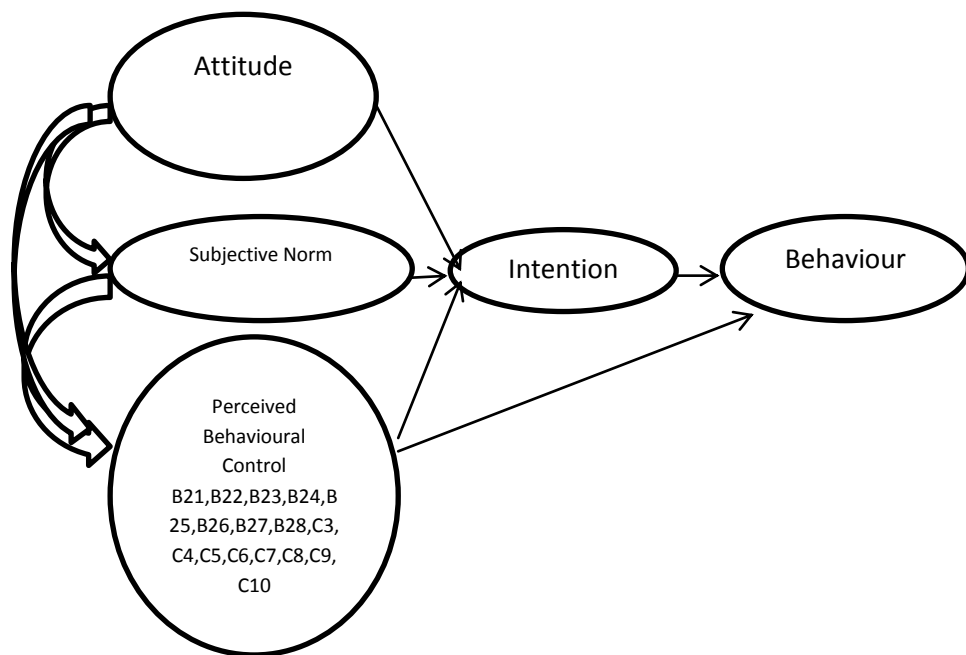 Attitude
Subjective Norm
Intention
Behaviour
Perceived
Behavioural
Control
B21,B22,B23,B24,B
25,B26,B27,B28,C3,
C4,C5,C6,C7,C8,C9,
C10